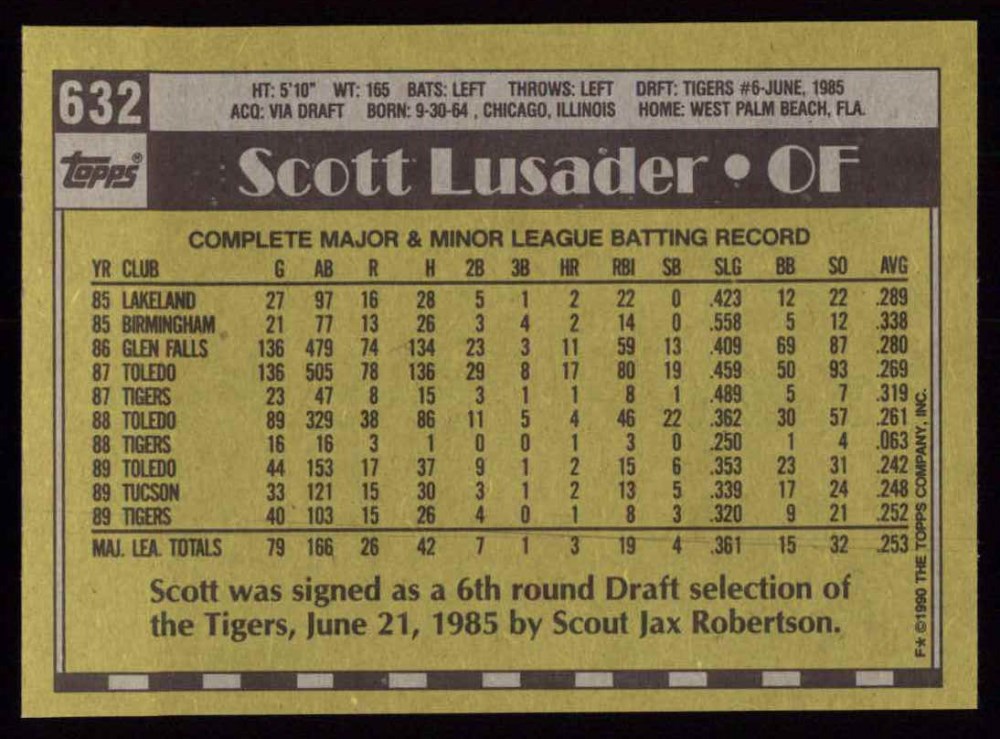 632
HT: 5'10" WT: 165 BATS: LEFT THROWS: LEFT DRFT: TIGERS #6-JUNE, 1985
ACQ: VIA DRAFT BORN: 9-30-64 , CHICAGO, ILLINOIS HOME: WEST PALM BEACH, FLA.
topps®
Scott Lusader • OF
COMPLETE MAJOR & MINOR LEAGUE BATTING RECORD
YR CLUB G AB R H 2B 3B HR RBI SB SLG BB SO AVG
85 LAKELAND 27 97 16 28 5 1 2 22 0 .423 12 22 .289
85 BIRMINGHAM 21 77 13 26 3 4 2 14 0 .558 5 12 .338
86 GLEN FALLS 136 479 74 134 23 3 11 59 13 .409 69 87 .280
87 TOLEDO 136 505 78 136 29 8 17 80 19 .459 50 93 .269
87 TIGERS 23 47 8 15 3 1 1 8 1 .489 5 7 .319
88 TOLEDO 89 329 38 86 11 5 4 46 22 .362 30 57 .261
88 TIGERS 16 16 3 1 0 0 1 3 0 .250 1 4 .063
89 TOLEDO 44 153 17 37 9 1 2 15 6 .353 23 31 .242
89 TUCSON 33 121 15 30 3 1 2 13 5 .339 17 24 .248
89 TIGERS 40 103 15 26 4 0 1 8 3 .320 9 21 .252
MAJ. LEA. TOTALS 79 166 26 42 7 1 3 19 4 .361 15 32 .253
Scott was signed as a 6th round Draft selection of
the Tigers, June 21, 1985 by Scout Jax Robertson.
F★ ©1990 THE TOPPS COMPANY, INC.